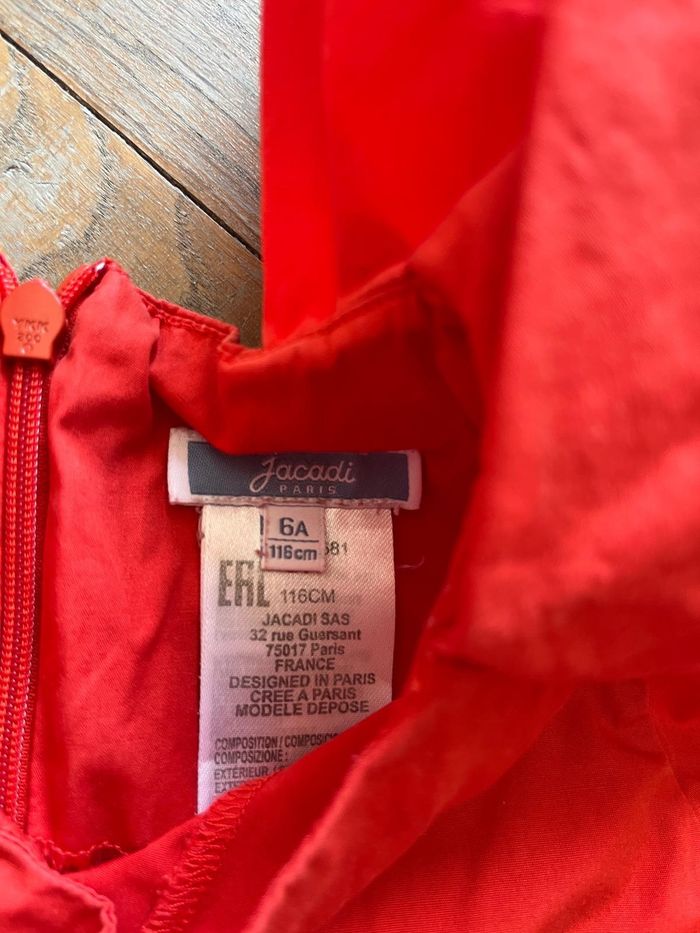 YKK
Jacadi
PARIS
6A
116cm
681
EAC
116CM
JACADI SAS
32 rue Guersant
75017 Paris
FRANCE
DESIGNED IN PARIS
CREE A PARIS
MODELE DEPOSE
COMPOSITION/
COMPOSIZIONE:
EXTERIEUR